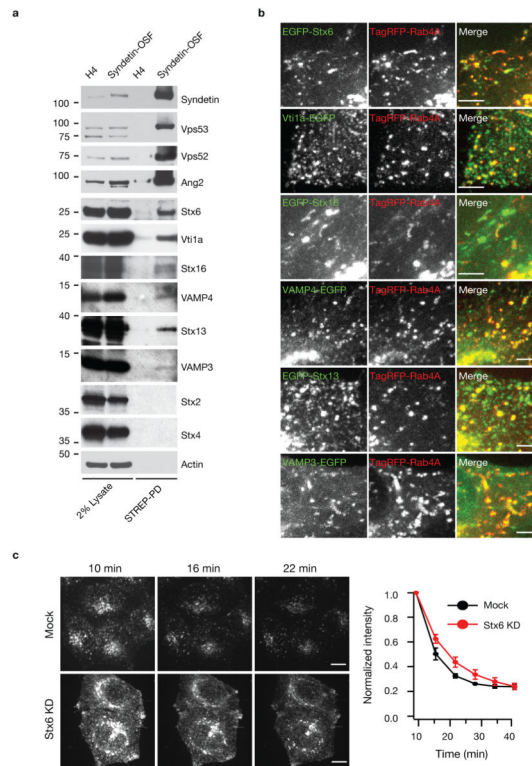 a
H4
Syndetin-OSF
H4
Syndetin-OSF
100
Syndetin
100
75
Vps53
75
Vps52
100
Ang2
25
Stx6
25
Vti1a
40
Stx16
15
VAMP4
40
Stx13
15
VAMP3
35
Stx2
35
Stx4
50
Actin
2% Lysate
STREP-PD
b
EGFP-Stx6 TagRFP-Rab4A Merge
Vti1a-EGFP TagRFP-Rab4A Merge
EGFP-Stx16 TagRFP-Rab4A Merge
VAMP4-EGFP TagRFP-Rab4A Merge
EGFP-Stx13 TagRFP-Rab4A Merge
VAMP3-EGFP TagRFP-Rab4A Merge
c
10 min 16 min 22 min
Mock
Stx6 KD
Normalized intensity
1.0
0.8
0.6
0.4
0.2
0.0
Mock
Stx6 KD
10 20 30 40
Time (min)